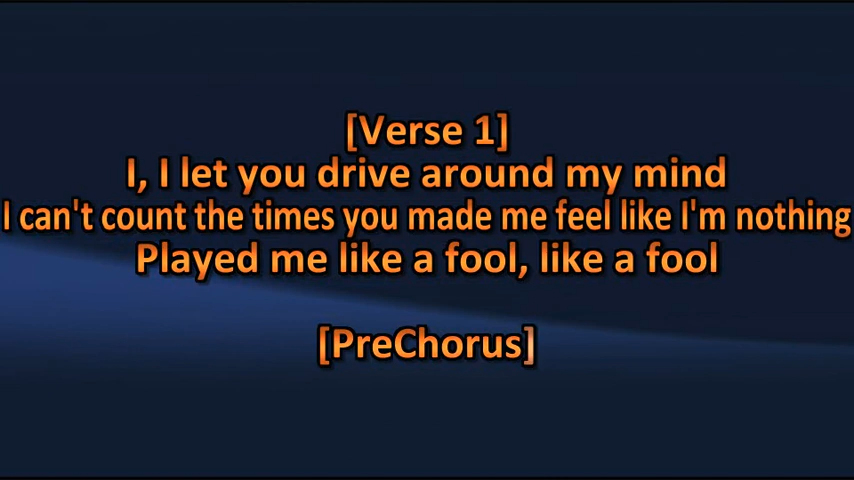 [Verse 1]
I, I let you drive around my mind
I can't count the times you made me feel like I'm nothing
Played me like a fool, like a fool
[PreChorus]